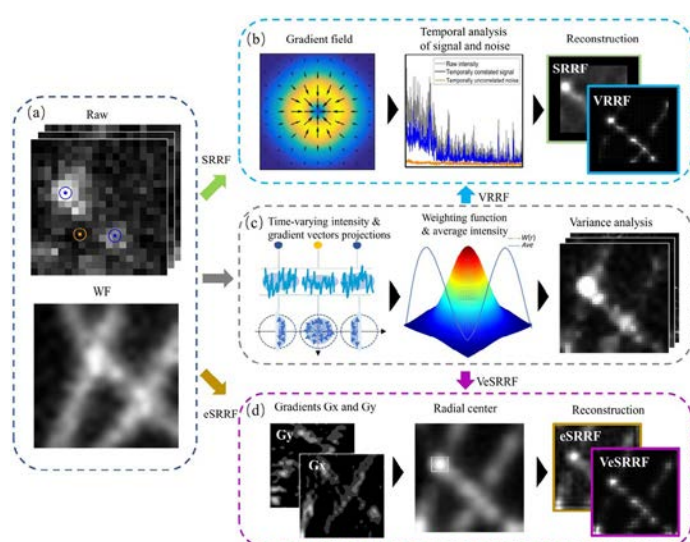 (a)
Raw
WF
SRRF
eSRRF
(b)
Gradient field
Temporal analysis
of signal and noise
Raw intensity
Temporally correlated signal
Temporally uncorrelated noise
Reconstruction
SRRF
VRRF
VRRF
(c)
Time-varying intensity &
gradient vectors projections
Weighting function
& average intensity
W(r)
Ave
Variance analysis
VeSRRF
(d)
Gradients Gx and Gy
Gy
Gx
Radial center
Reconstruction
eSRRF
VeSRRF